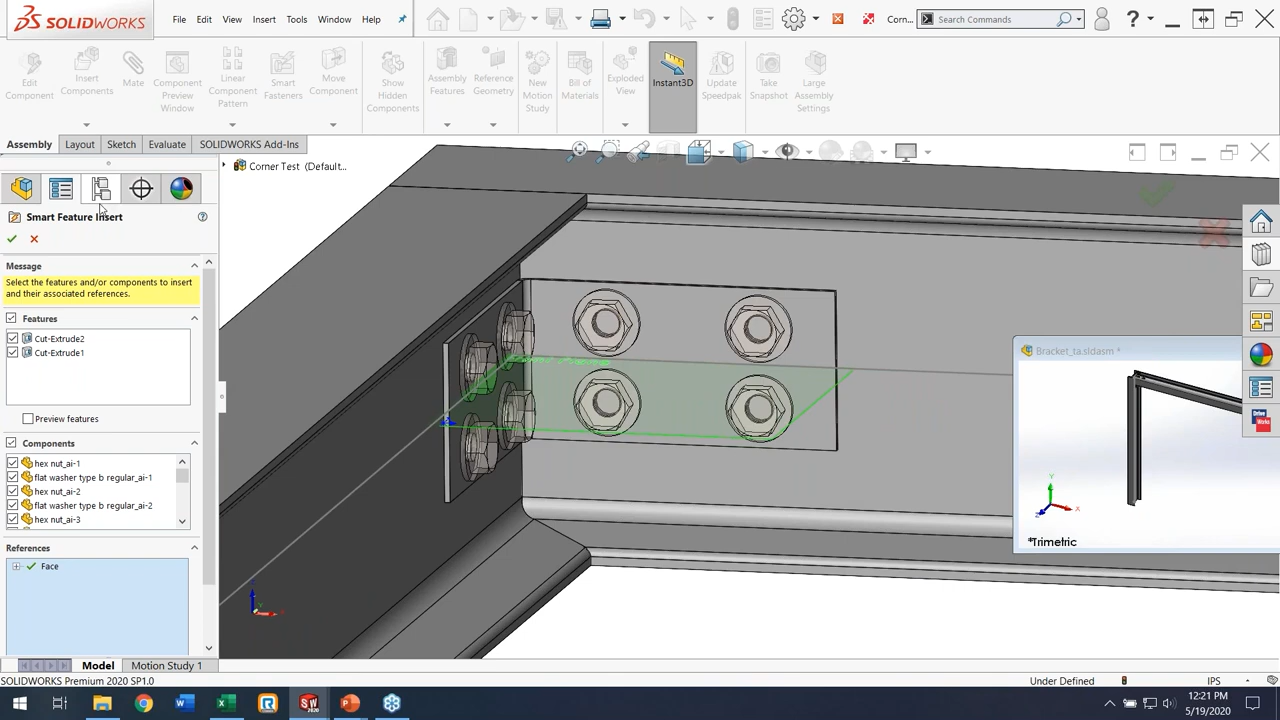 SOLIDWORKS
File Edit View Insert Tools Window Help
Corn...
Search Commands
Edit Component
Insert Components
Mate
Component Preview Window
Linear Component Pattern
Smart Fasteners
Move Component
Show Hidden Components
Assembly Features
Reference Geometry
New Motion Study
Bill of Materials
Exploded View
Instant3D
Update Speedpak
Take Snapshot
Large Assembly Settings
Assembly Layout Sketch Evaluate SOLIDWORKS Add-Ins
Corner Test (Default...
Smart Feature Insert
Message
Select the features and/or components to insert
and their associated references.
Features
Cut-Extrude2
Cut-Extrude1
Preview features
Components
hex nut_ai-1
flat washer type b regular_ai-1
hex nut_ai-2
flat washer type b regular_ai-2
hex nut_ai-3
References
Face
Bracket_ta.sldasm *
Y
X
Z
*Trimetric
Model Motion Study 1
SOLIDWORKS Premium 2020 SP1.0
Under Defined
IPS
12:21 PM
5/19/2020